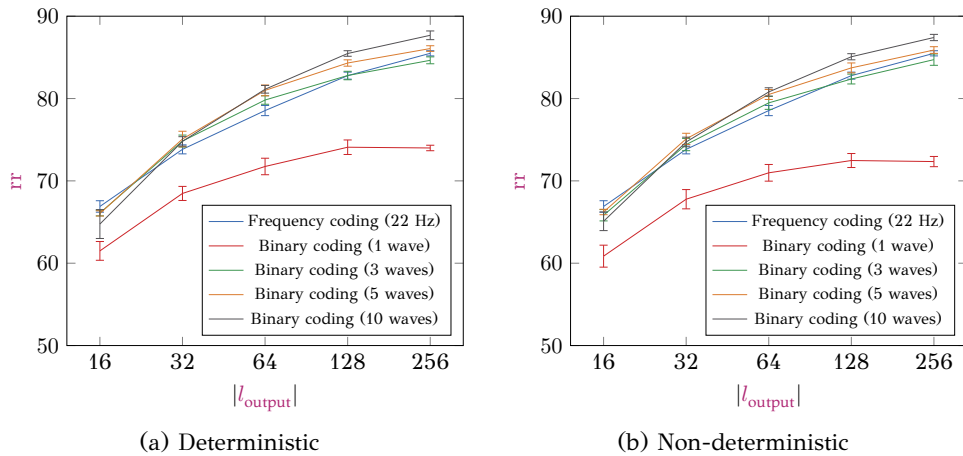 90
80
70
60
50
rr
Frequency coding (22 Hz)
Binary coding (1 wave)
Binary coding (3 waves)
Binary coding (5 waves)
Binary coding (10 waves)
16 32 64 128 256
|l_output|
(a) Deterministic
90
80
70
60
50
rr
Frequency coding (22 Hz)
Binary coding (1 wave)
Binary coding (3 waves)
Binary coding (5 waves)
Binary coding (10 waves)
16 32 64 128 256
|l_output|
(b) Non-deterministic